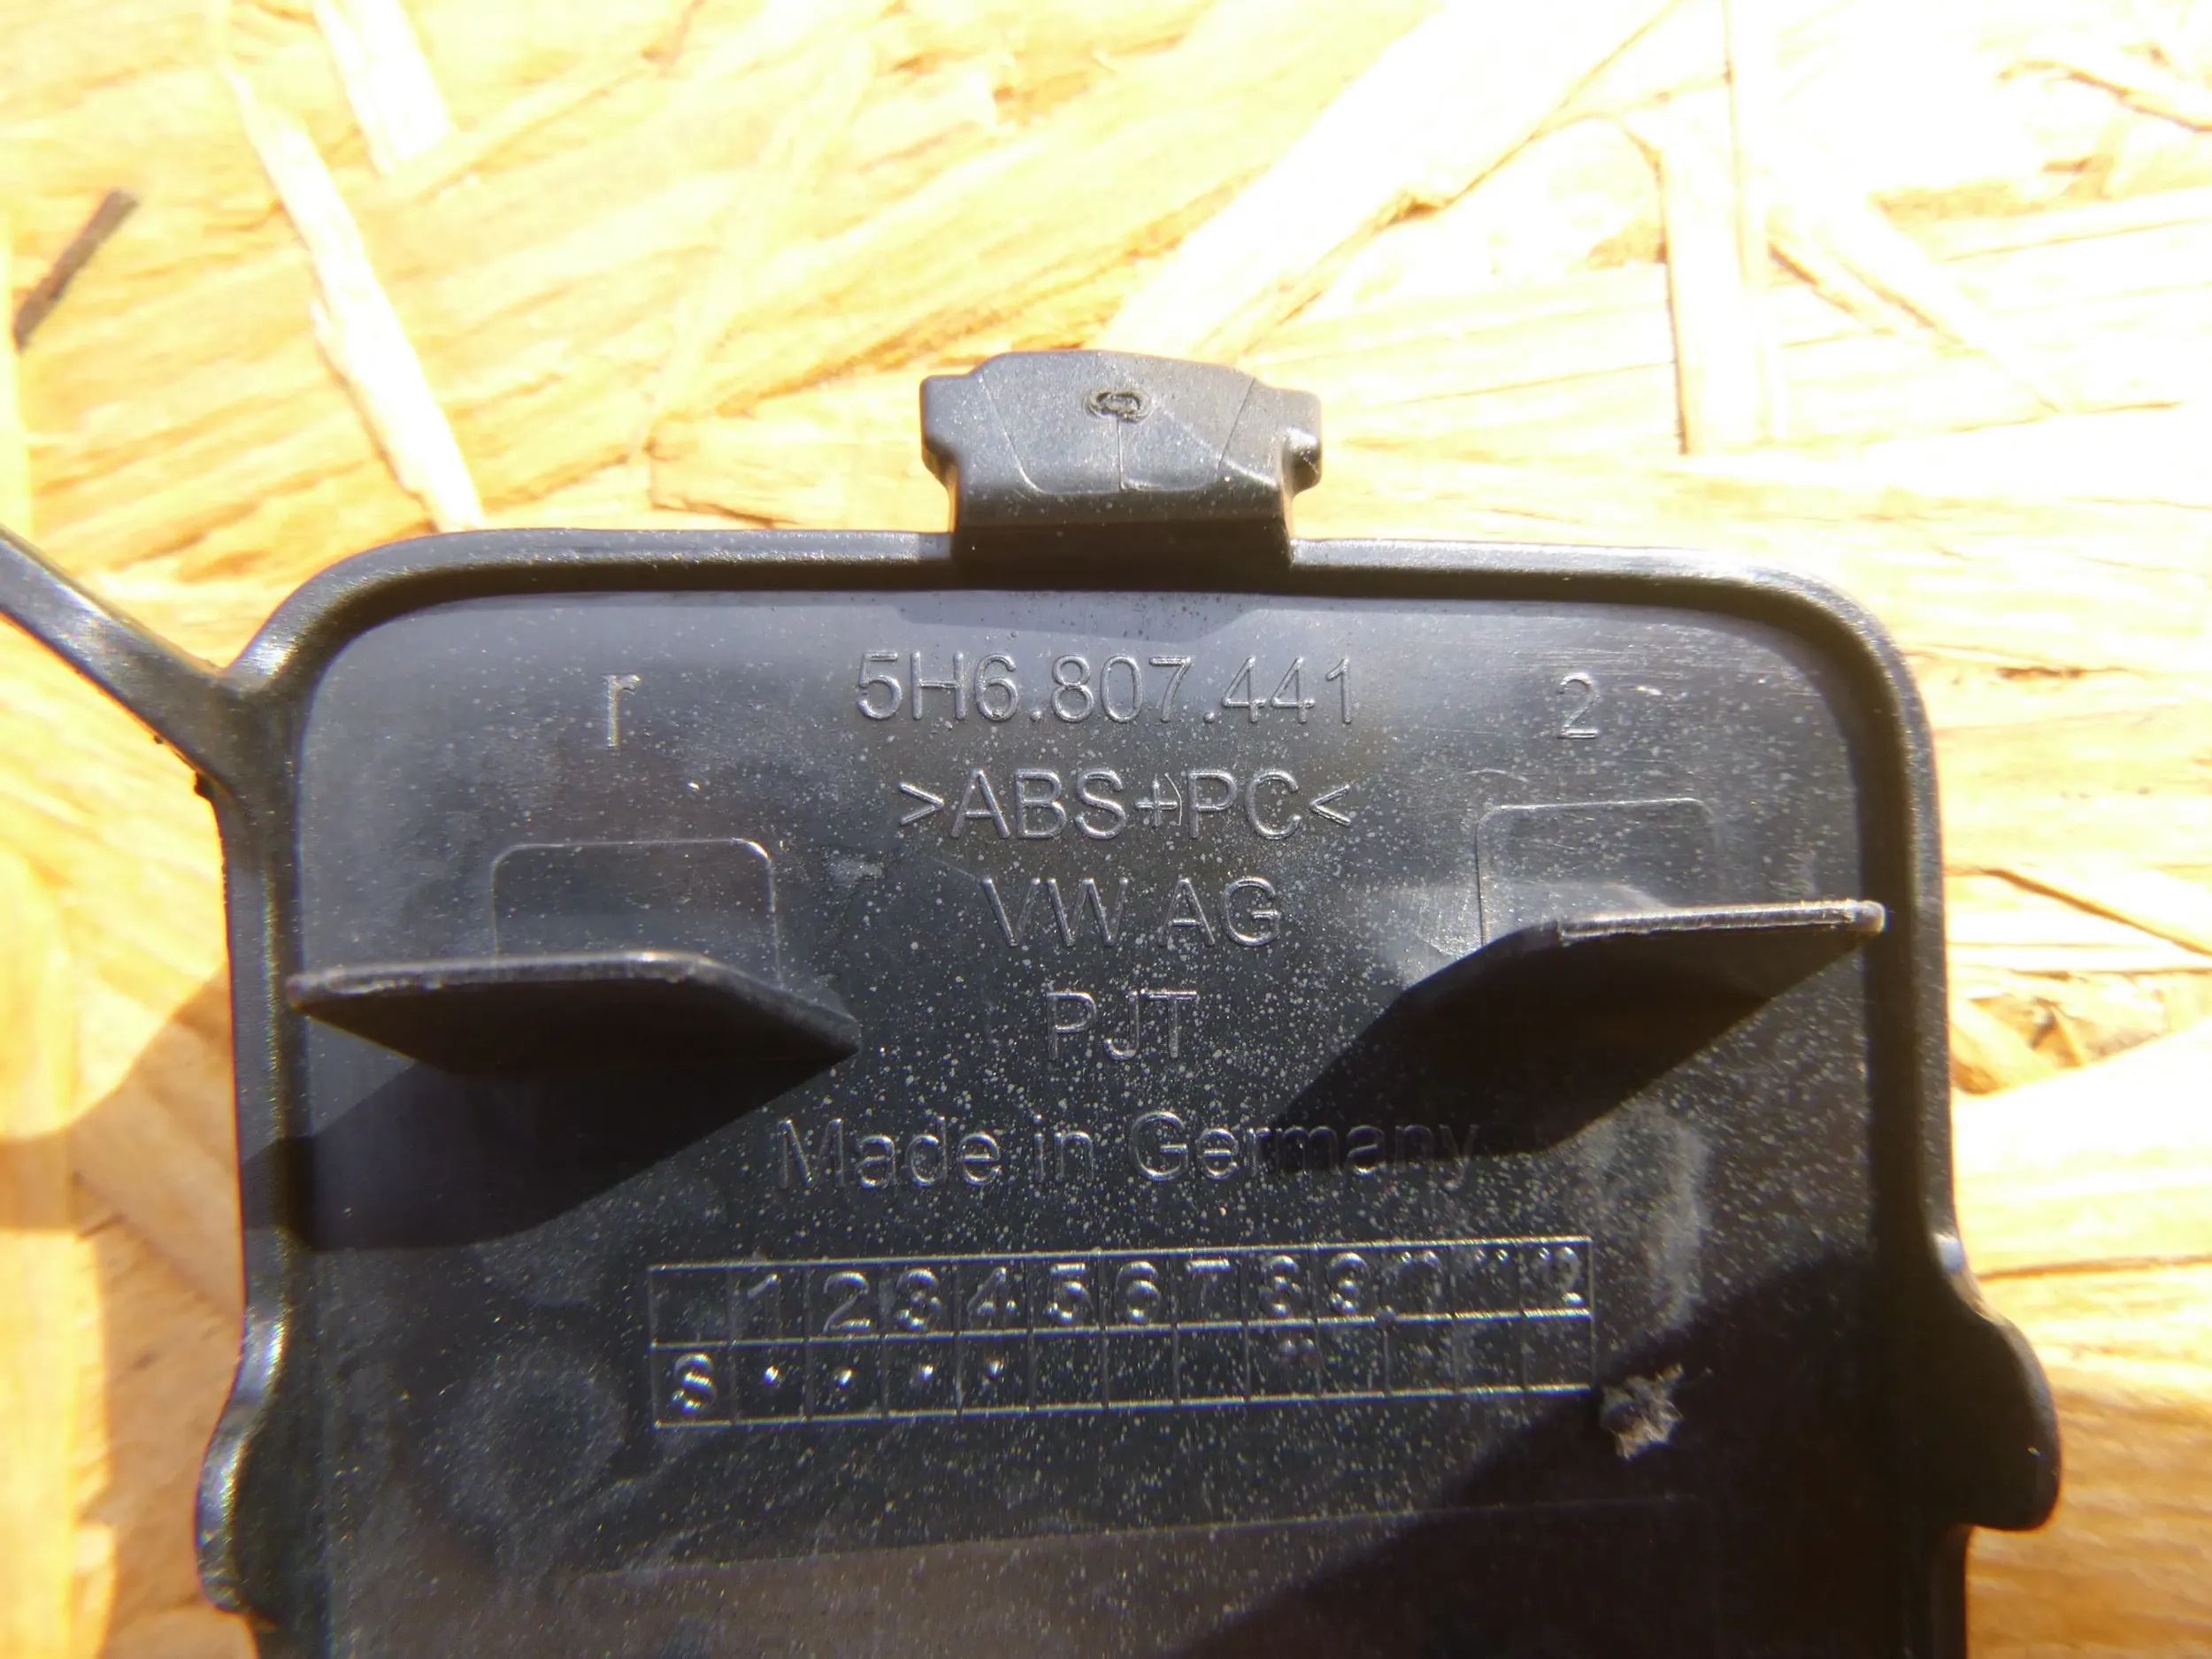 r 5H6.807.441 2
>ABS+PC<
VW AG
PJT
Made in Germany
1 2 3 4 5 6 7 8 9